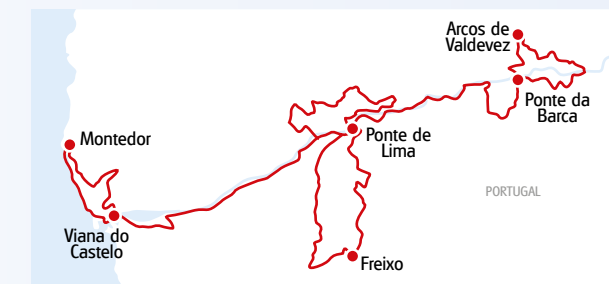 Arcos de
Valdevez
Ponte da
Barca
Montedor
Ponte de
Lima
PORTUGAL
Viana do
Castelo
Freixo